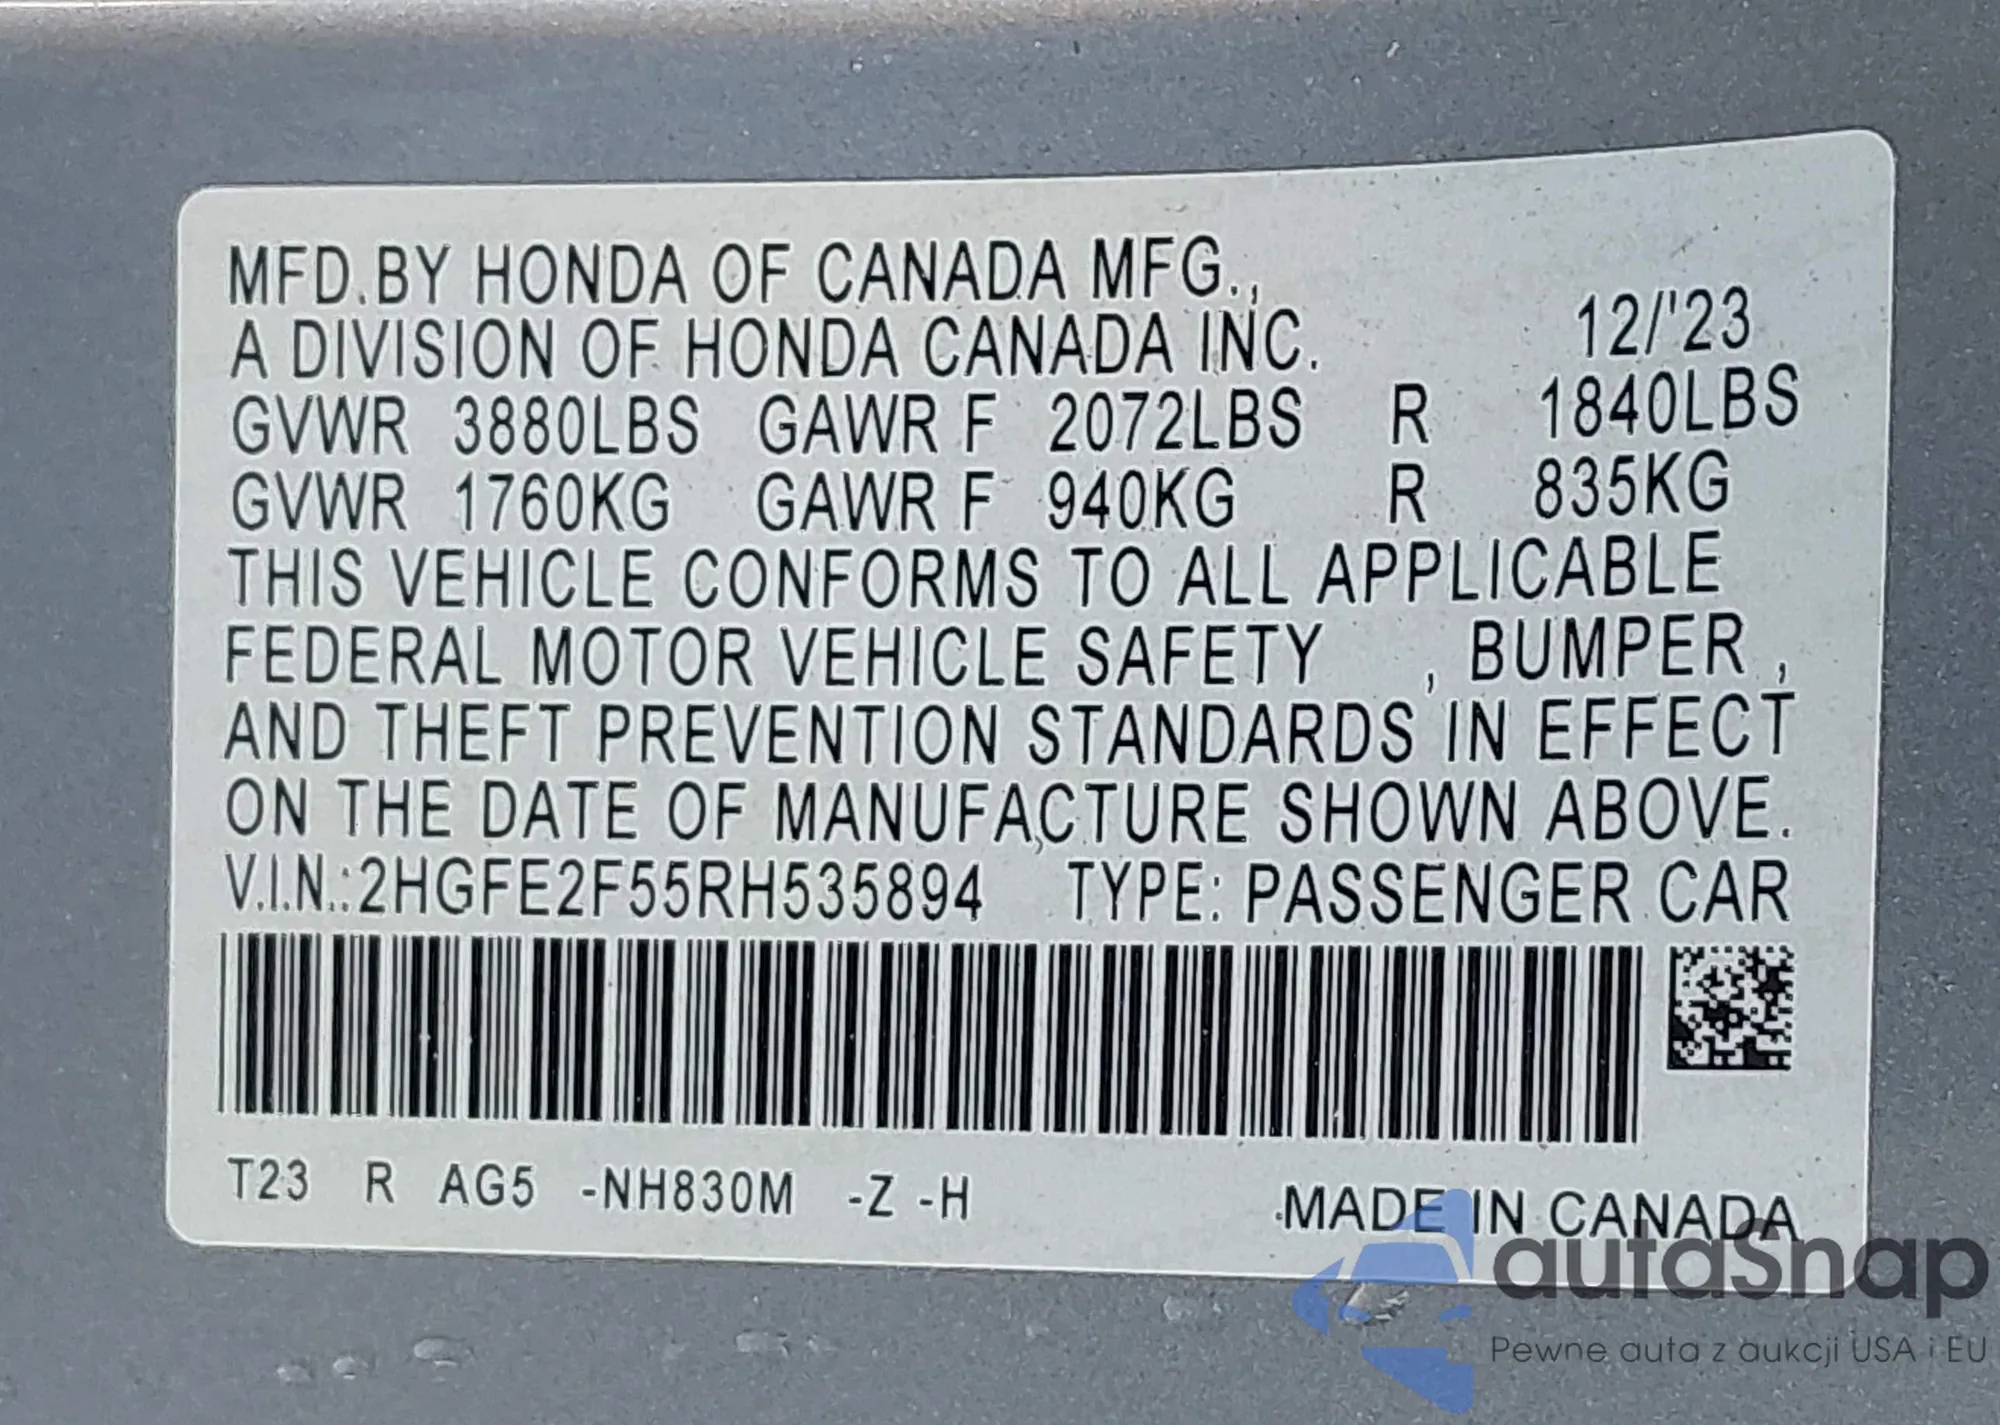 MFD.BY HONDA OF CANADA MFG.,
A DIVISION OF HONDA CANADA INC. 12/'23
GVWR 3880LBS GAWR F 2072LBS R 1840LBS
GVWR 1760KG GAWR F 940KG R 835KG
THIS VEHICLE CONFORMS TO ALL APPLICABLE
FEDERAL MOTOR VEHICLE SAFETY , BUMPER ,
AND THEFT PREVENTION STANDARDS IN EFFECT
ON THE DATE OF MANUFACTURE SHOWN ABOVE.
V.I.N.:2HGFE2F55RH535894 TYPE: PASSENGER CAR
T23 R AG5 -NH830M -Z -H MADE IN CANADA
autaSnap
Pewne auta z aukcji USA i EU